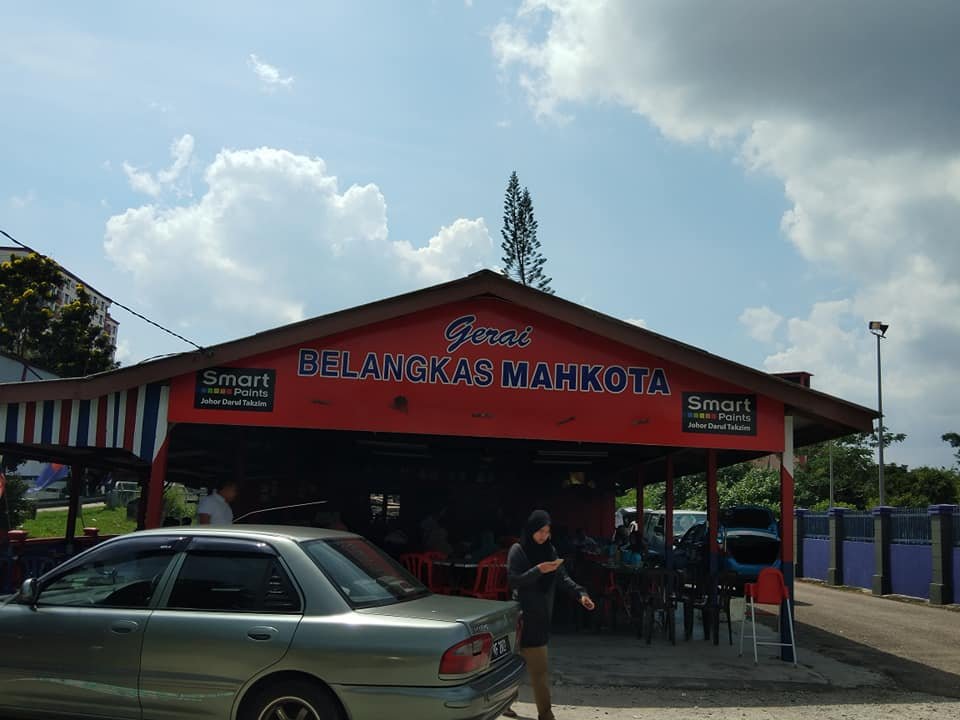 Gerai
BELANGKAS MAHKOTA
Smart
Paints
Johor Darul Takzim
Smart
Paints
Johor Darul Takzim